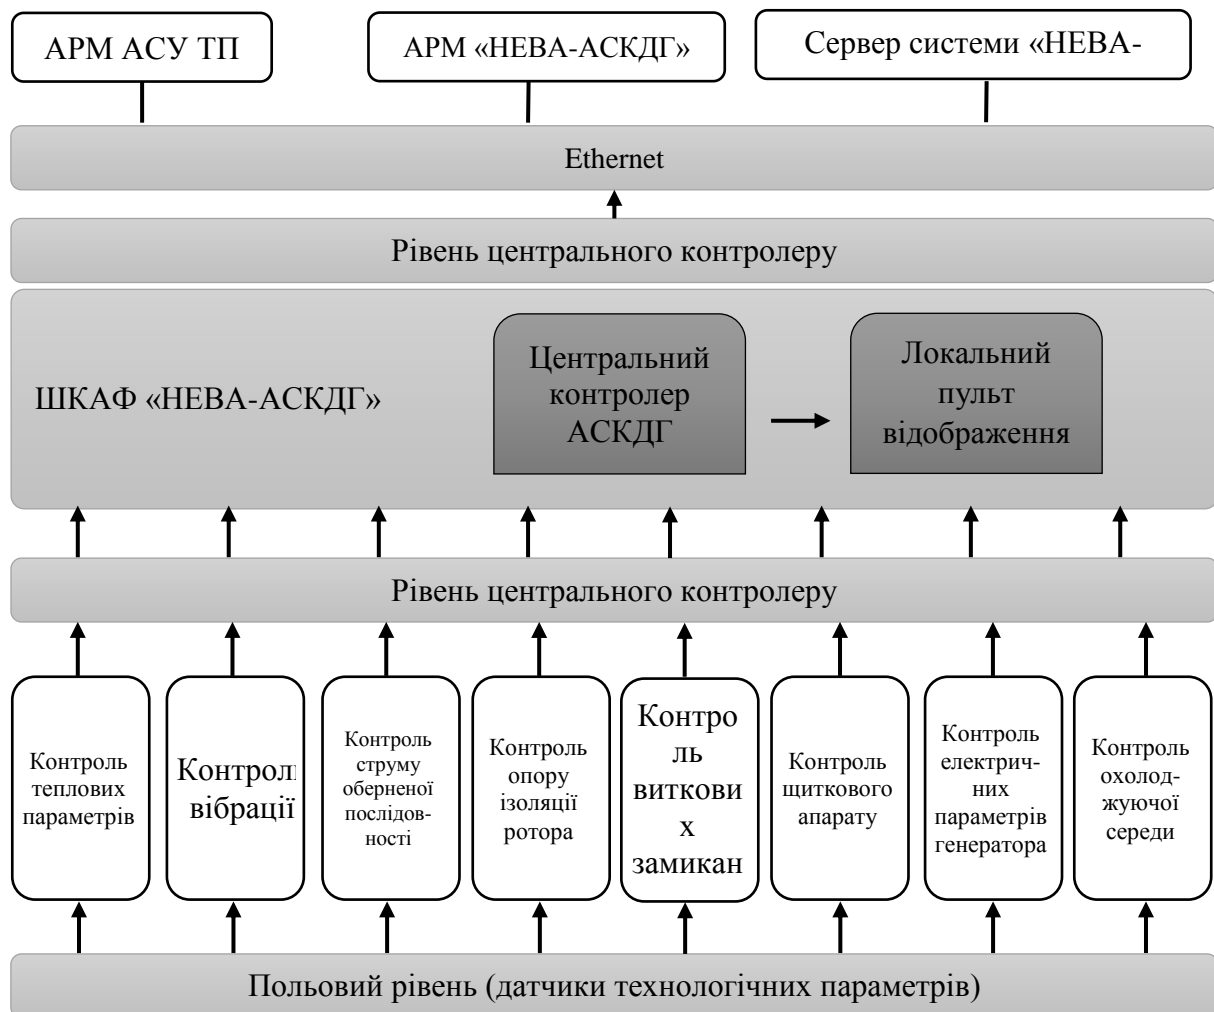 АРМ АСУ ТП
АРМ «НЕВА-АСКДГ»
Сервер системи «НЕВА-
Ethernet
Рівень центрального контролеру
ШКАФ «НЕВА-АСКДГ»
Центральний
контролер
АСКДГ
Локальний
пульт
відображення
Рівень центрального контролеру
Контроль
теплових
параметрів
Контрол
вібрації
Контроль
струму
оберненої
послідов-
ності
Контроль
опору
ізоляції
ротора
Контро
ль
виткови
х
замикан
Контроль
щиткового
апарату
Контроль
електрич-
них
параметрів
генератора
Контроль
охолод-
жуючої
середи
Польовий рівень (датчики технологічних параметрів)